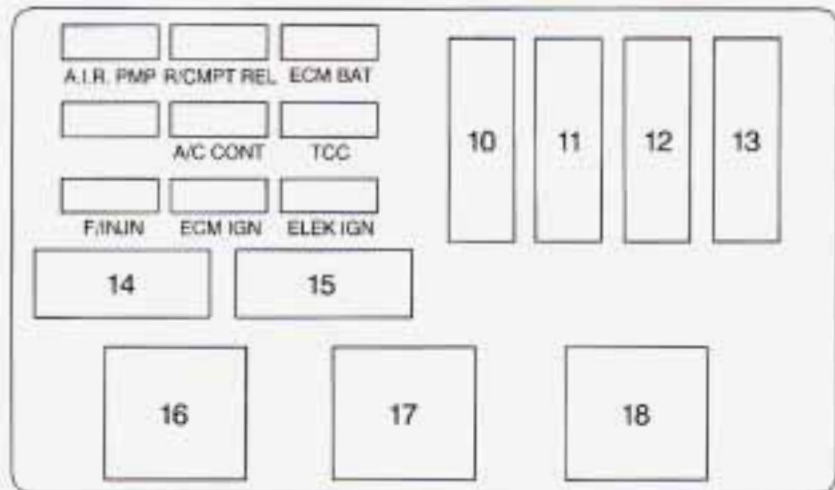 A.I.R. PMP R/CMPT REL ECM BAT
10 11 12 13
A/C CONT TCC
F/INJ.IN ECM IGN ELEK IGN
14 15
16 17 18